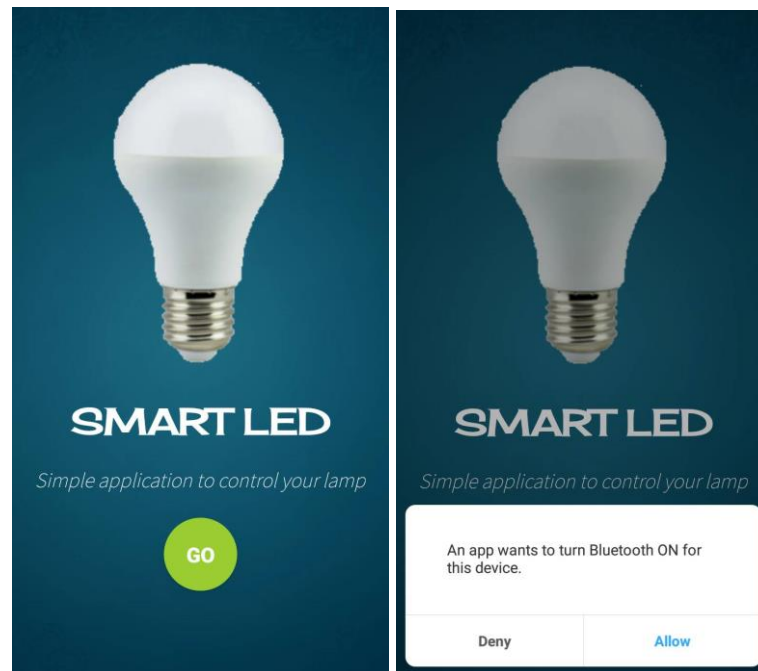 SMART LED
Simple application to control your lamp
GO
SMART LED
Simple application to control your lamp
An app wants to turn Bluetooth ON for
this device.
Deny
Allow